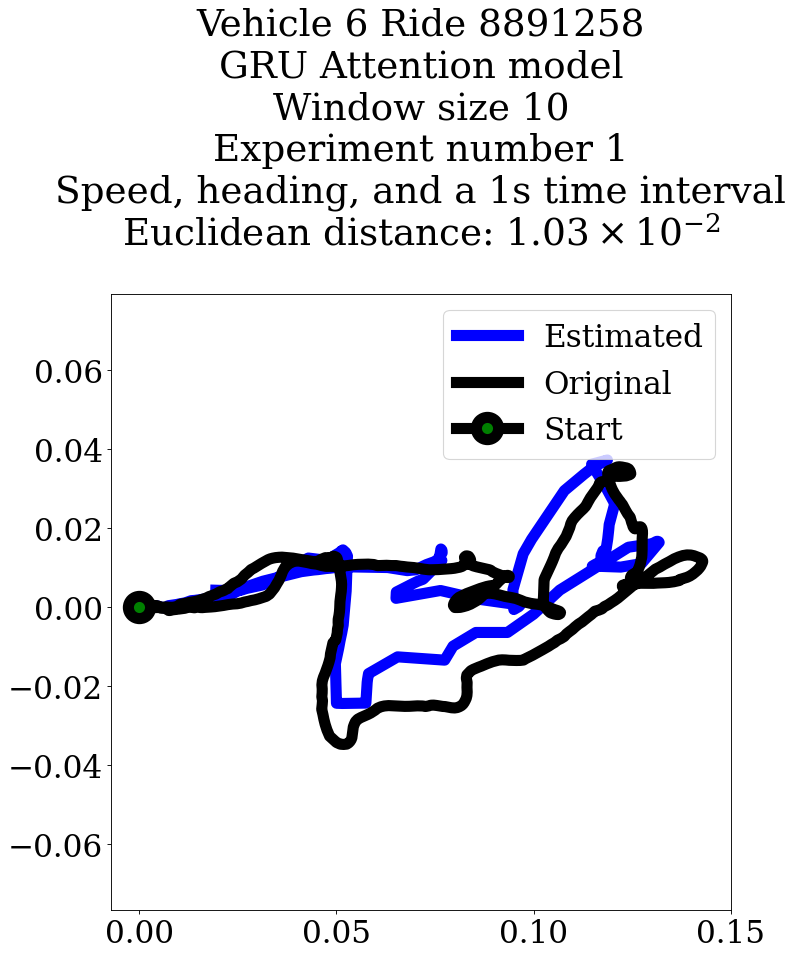 Vehicle 6 Ride 8891258
GRU Attention model
Window size 10
Experiment number 1
Speed, heading, and a 1s time interval
Euclidean distance: 1.03 × 10⁻²
Estimated
Original
Start
0.06
0.04
0.02
0.00
−0.02
−0.04
−0.06
0.00 0.05 0.10 0.15